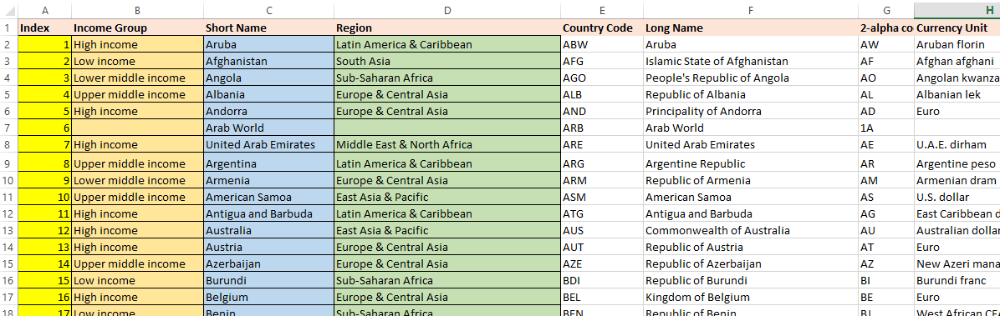 A B C D E F G H
1 Index Income Group Short Name Region Country Code Long Name 2-alpha co Currency Unit
2 1 High income Aruba Latin America & Caribbean ABW Aruba AW Aruban florin
3 2 Low income Afghanistan South Asia AFG Islamic State of Afghanistan AF Afghan afghani
4 3 Lower middle income Angola Sub-Saharan Africa AGO People's Republic of Angola AO Angolan kwanza
5 4 Upper middle income Albania Europe & Central Asia ALB Republic of Albania AL Albanian lek
6 5 High income Andorra Europe & Central Asia AND Principality of Andorra AD Euro
7 6 Arab World ARB Arab World 1A
8 7 High income United Arab Emirates Middle East & North Africa ARE United Arab Emirates AE U.A.E. dirham
9 8 Upper middle income Argentina Latin America & Caribbean ARG Argentine Republic AR Argentine peso
10 9 Lower middle income Armenia Europe & Central Asia ARM Republic of Armenia AM Armenian dram
11 10 Upper middle income American Samoa East Asia & Pacific ASM American Samoa AS U.S. dollar
12 11 High income Antigua and Barbuda Latin America & Caribbean ATG Antigua and Barbuda AG East Caribbean d
13 12 High income Australia East Asia & Pacific AUS Commonwealth of Australia AU Australian dollar
14 13 High income Austria Europe & Central Asia AUT Republic of Austria AT Euro
15 14 Upper middle income Azerbaijan Europe & Central Asia AZE Republic of Azerbaijan AZ New Azeri mana
16 15 Low income Burundi Sub-Saharan Africa BDI Republic of Burundi BI Burundi franc
17 16 High income Belgium Europe & Central Asia BEL Kingdom of Belgium BE Euro
18 17 Low income Benin Sub-Saharan Africa BEN Republic of Benin BJ West African CFA